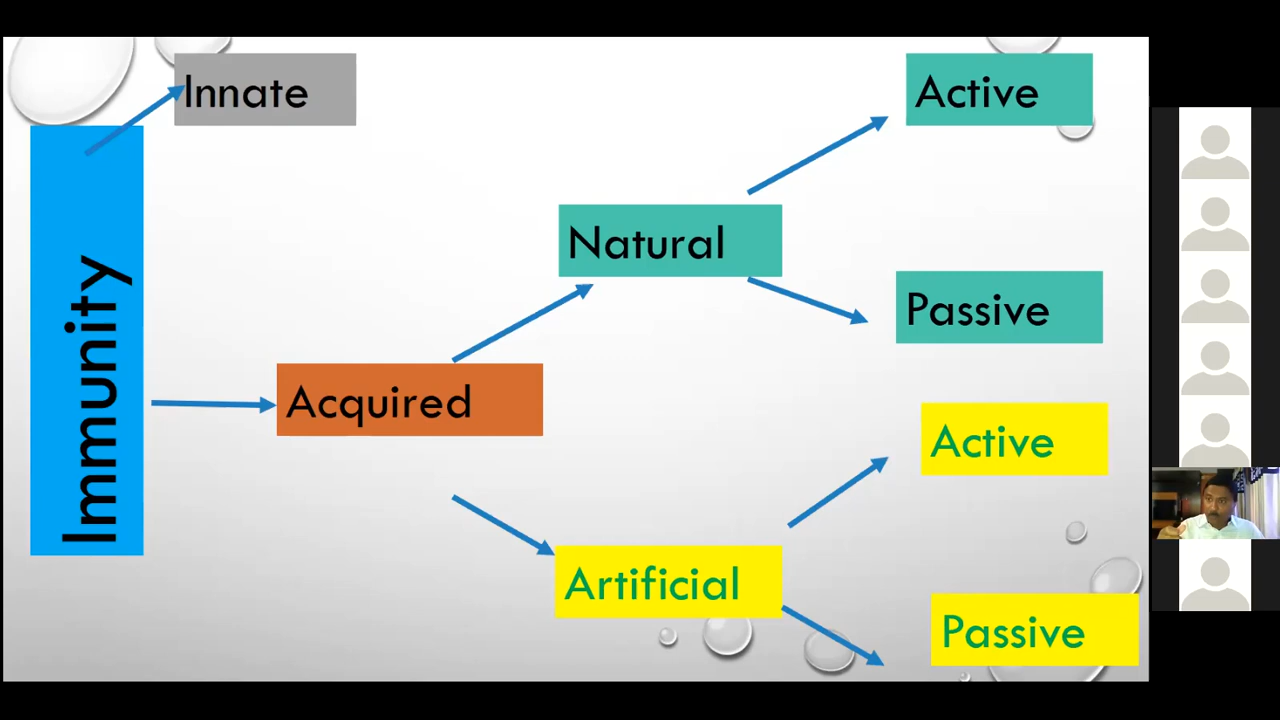 Immunity
Innate
Acquired
Natural
Active
Passive
Artificial
Active
Passive